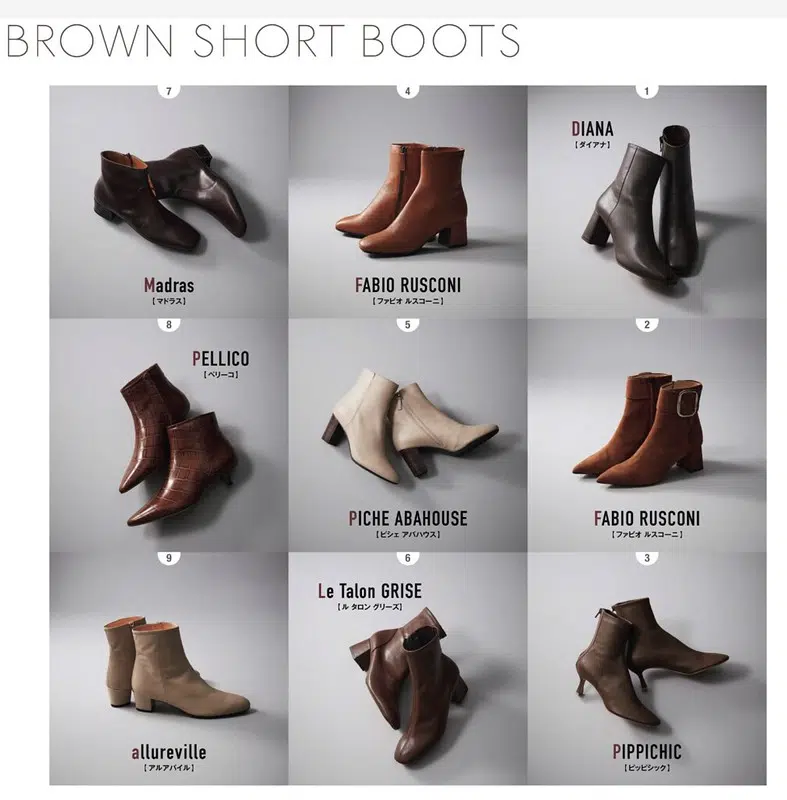 BROWN SHORT BOOTS
7
Madras
【マドラス】
4
FABIO RUSCONI
【ファビオ ルスコーニ】
1
DIANA
【ダイアナ】
8
PELLICO
【ペリーコ】
5
PICHE ABAHOUSE
【ピシェ アバハウス】
2
FABIO RUSCONI
【ファビオ ルスコーニ】
9
allureville
【アルアバイル】
6
Le Talon GRISE
【ル タロン グリーズ】
3
PIPPICHIC
【ピッピシック】